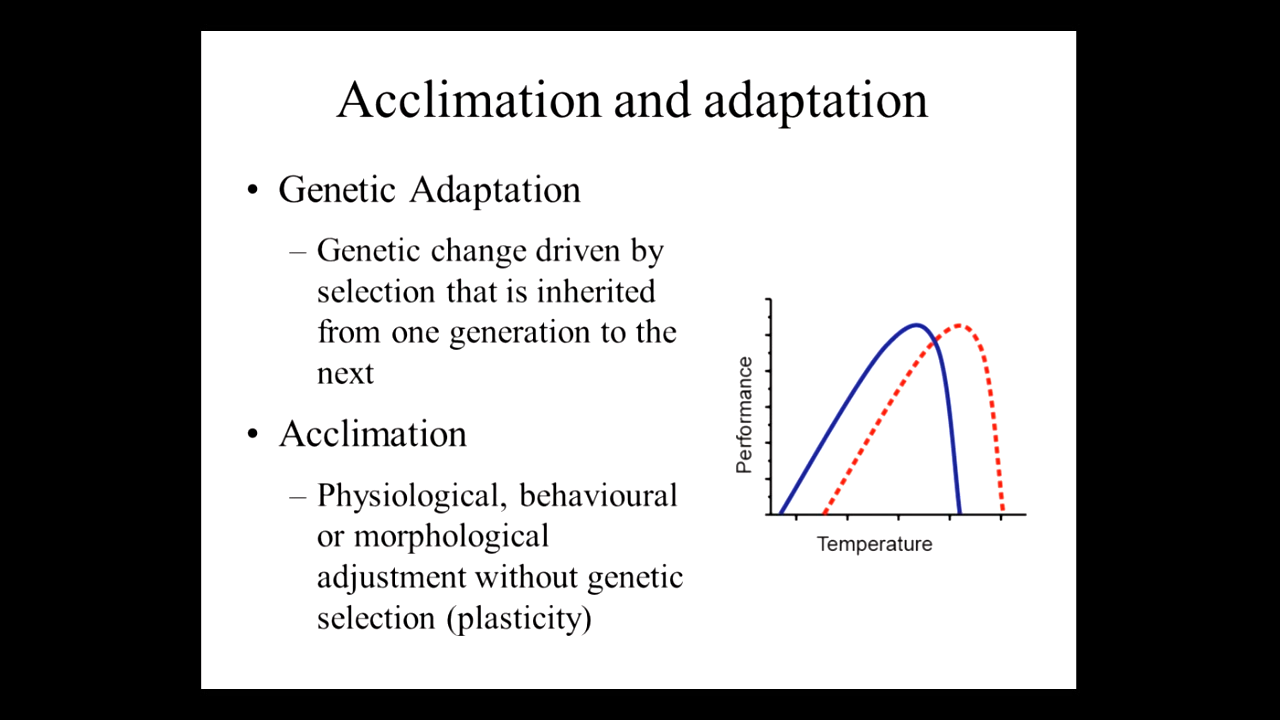 Acclimation and adaptation
• Genetic Adaptation
– Genetic change driven by
selection that is inherited
from one generation to the
next
• Acclimation
– Physiological, behavioural
or morphological
adjustment without genetic
selection (plasticity)
Performance
Temperature